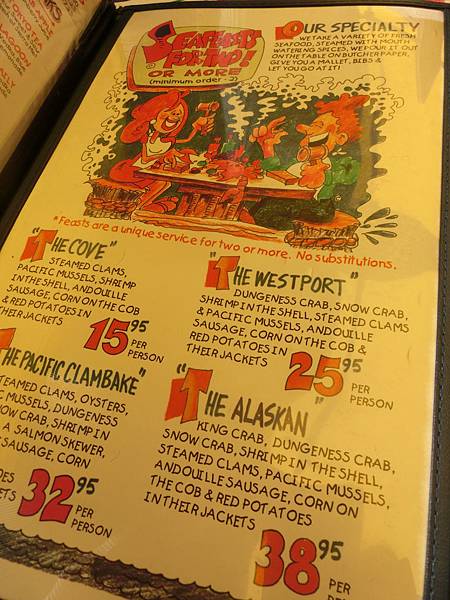 SEAFEASTS
FOR TWO!
OR MORE
(minimum order - 2)
OUR SPECIALTY
WE TAKE A VARIETY OF FRESH
SEAFOOD, STEAMED WITH MOUTH
WATERING SPICES, WE POUR IT OUT
ON THE TABLE ON BUTCHER PAPER,
GIVE YOU A MALLET, BIBS &
LET YOU GO AT IT!
*Feasts are a unique service for two or more. No substitutions.
"THE COVE"
STEAMED CLAMS,
PACIFIC MUSSELS, SHRIMP
IN THE SHELL, ANDOUILLE
SAUSAGE, CORN ON THE COB
& RED POTATOES IN
THEIR JACKETS
15.95
PER
PERSON
"THE WESTPORT"
DUNGENESS CRAB, SNOW CRAB,
SHRIMP IN THE SHELL, STEAMED CLAMS
& PACIFIC MUSSELS, ANDOUILLE
SAUSAGE, CORN ON THE COB &
RED POTATOES IN
THEIR JACKETS
25.95
PER
PERSON
THE PACIFIC CLAMBAKE"
STEAMED CLAMS, OYSTERS,
MUSSELS, DUNGENESS
CRAB, SHRIMP IN
A SALMON SKEWER,
SAUSAGE, CORN
32.95
PER
PERSON
"THE ALASKAN"
KING CRAB, DUNGENESS CRAB,
SNOW CRAB, SHRIMP IN THE SHELL,
STEAMED CLAMS, PACIFIC MUSSELS,
ANDOUILLE SAUSAGE, CORN ON
THE COB & RED POTATOES
IN THEIR JACKETS
38.95
PER